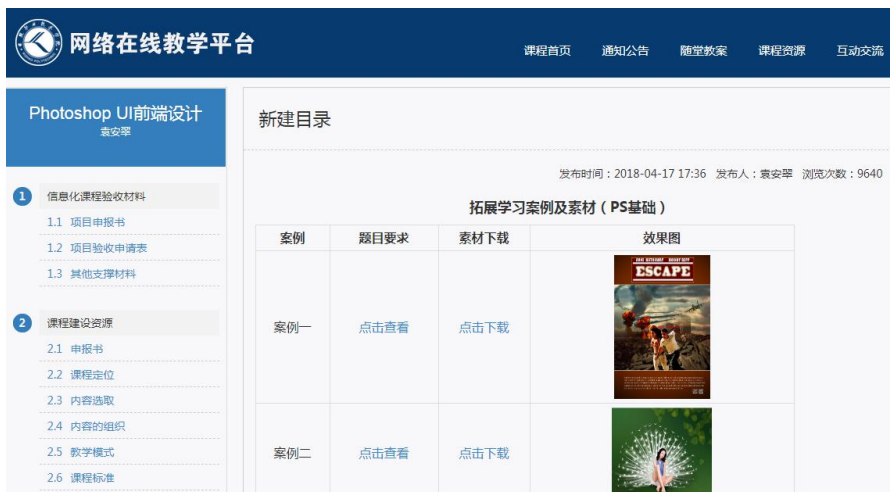 网络在线教学平台
课程首页 通知公告 随堂教案 课程资源 互动交流
Photoshop UI前端设计
袁安翠
1 信息化课程验收材料
1.1 项目申报书
1.2 项目验收申请表
1.3 其他支撑材料
2 课程建设资源
2.1 申报书
2.2 课程定位
2.3 内容选取
2.4 内容的组织
2.5 教学模式
2.6 课程标准
新建目录
发布时间：2018-04-17 17:36 发布人：袁安翠 浏览次数：9640
拓展学习案例及素材（PS基础）
案例 题目要求 素材下载 效果图
案例一 点击查看 点击下载
ESCAPE
案例二 点击查看 点击下载